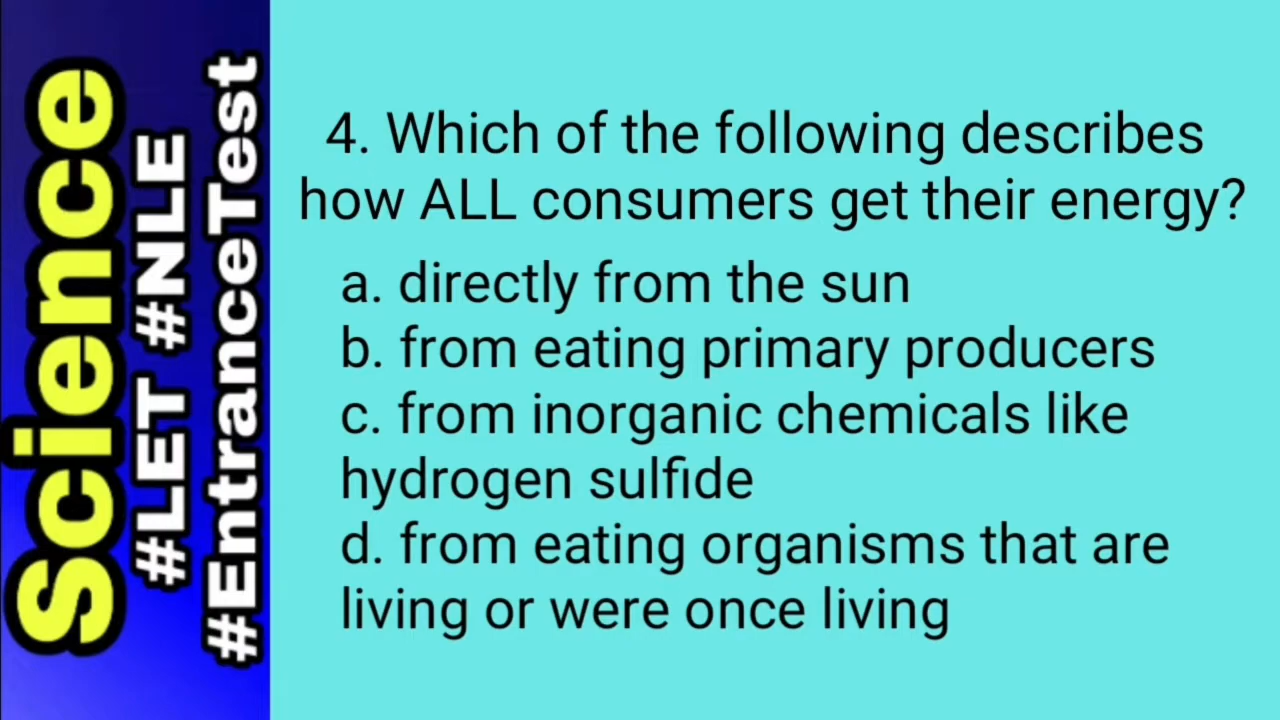 Science
#LET #NLE
#EntranceTest
4. Which of the following describes
how ALL consumers get their energy?
a. directly from the sun
b. from eating primary producers
c. from inorganic chemicals like
hydrogen sulfide
d. from eating organisms that are
living or were once living